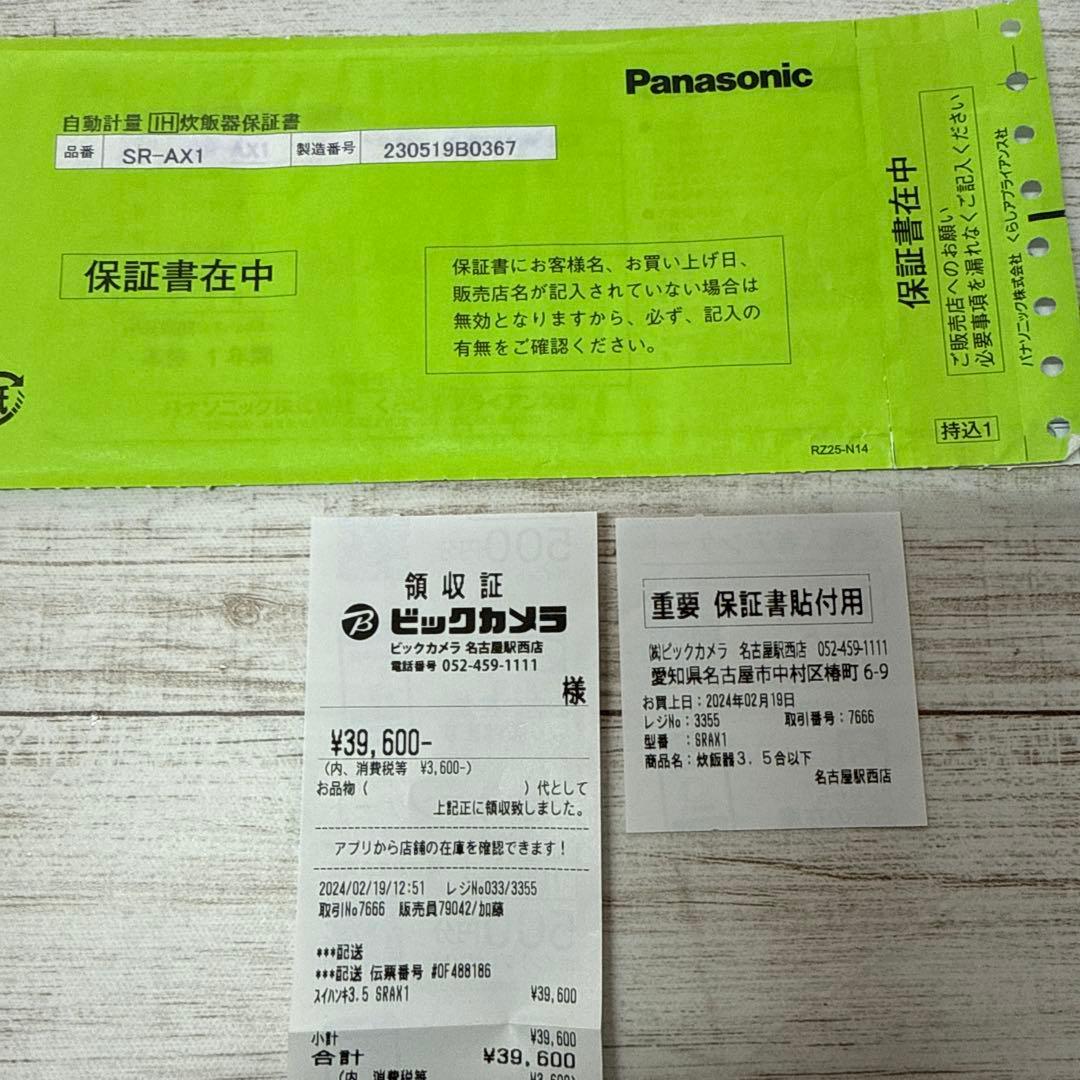 Panasonic
自動計量 IH 炊飯器保証書
品番 SR-AX1 製造番号 230519B0367
保証書在中
保証書にお客様名、お買い上げ日、
販売店名が記入されていない場合は
無効となりますから、必ず、記入の
有無をご確認ください。
保証書在中
ご販売店へのお願い
必要事項を漏れなくご記入ください
パナソニック株式会社 くらしアプライアンス社
持込1
RZ25-N14
領収証
ビックカメラ
ビックカメラ 名古屋駅西店
電話番号 052-459-1111
様
¥39,600-
(内、消費税等 ¥3,600-)
お品物( )代として
上記正に領収致しました。
アプリから店舗の在庫を確認できます!
2024/02/19/12:51 レジNo033/3355
取引No7666 販売員79042/加藤
***配送
***配送 伝票番号 #0F488186
スイハンキ3.5 SRAX1 ¥39,600
小計 ¥39,600
合計 ¥39,600
(内、消費税等 ¥3,600)
重要 保証書貼付用
㈱ビックカメラ 名古屋駅西店 052-459-1111
愛知県名古屋市中村区椿町 6-9
お買上日:2024年02月19日
レジNo:3355 取引番号:7666
型番 :SRAX1
商品名:炊飯器3.5合以下
名古屋駅西店